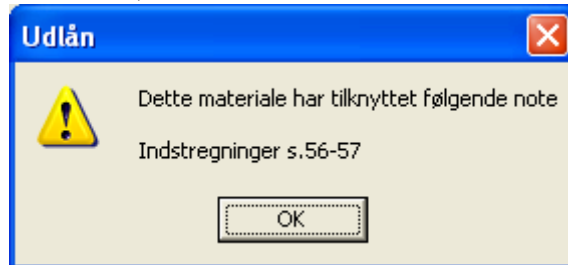 Udlån
Dette materiale har tilknyttet følgende note
Indstregninger s.56-57
OK